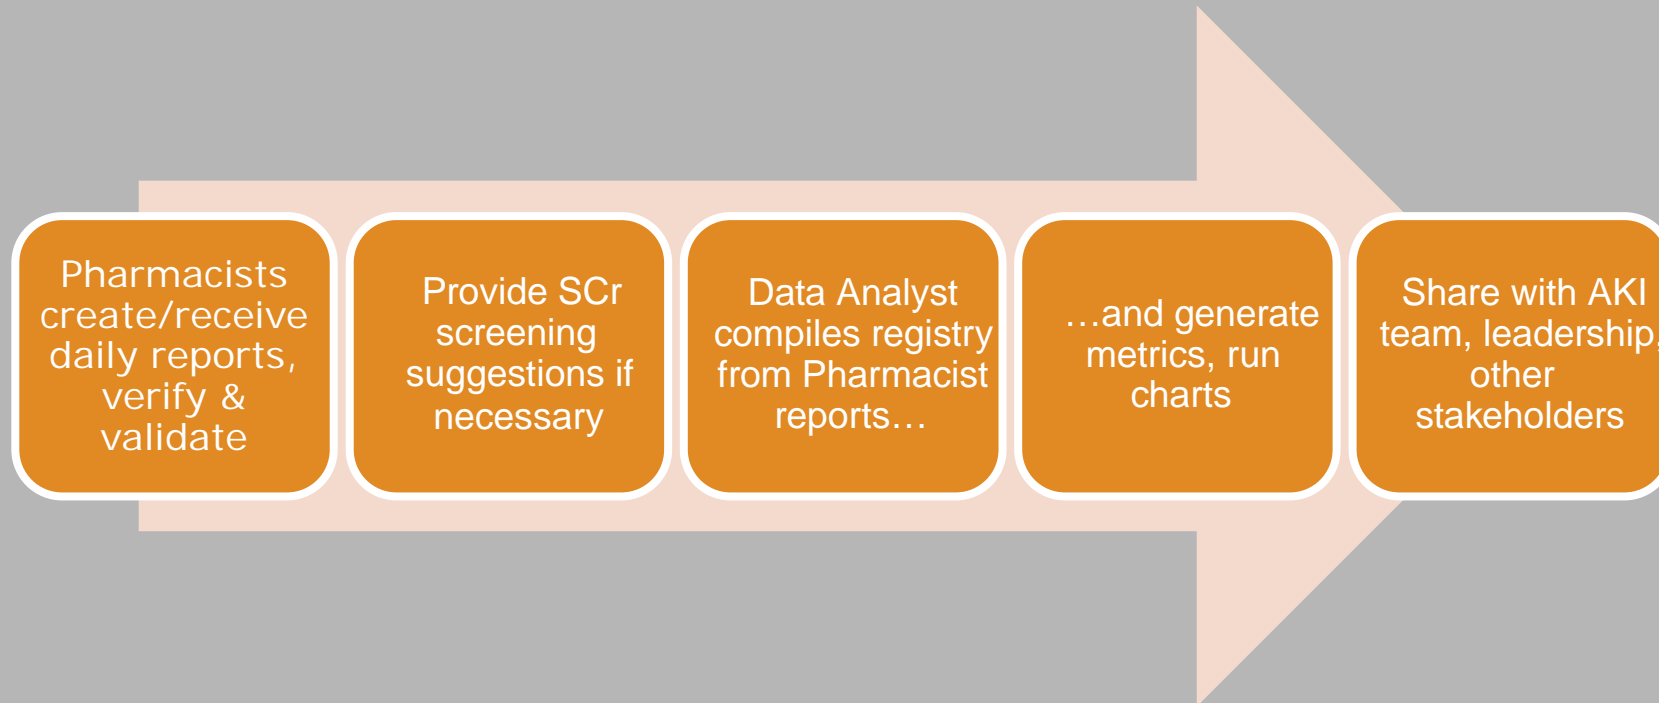 Pharmacists
create/receive
daily reports,
verify &
validate
Provide SCr
screening
suggestions if
necessary
Data Analyst
compiles registry
from Pharmacist
reports…
…and generate
metrics, run
charts
Share with AKI
team, leadership,
other
stakeholders